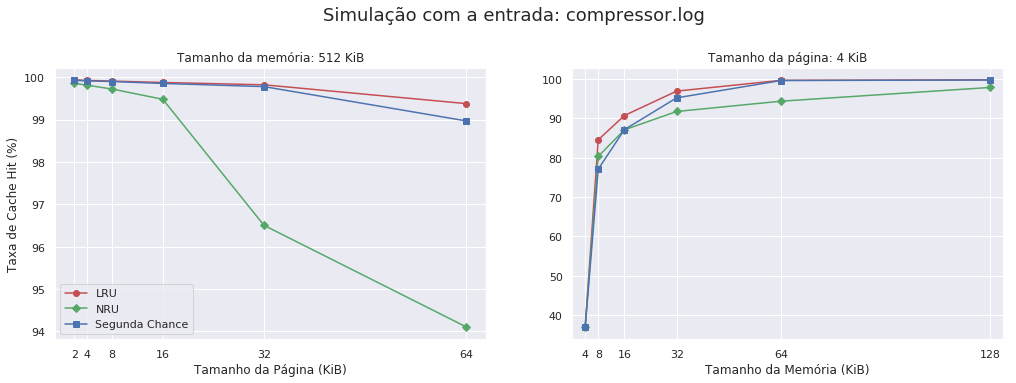 Simulação com a entrada: compressor.log
Tamanho da memória: 512 KiB
100
99
98
97
96
95
94
Taxa de Cache Hit (%)
LRU
NRU
Segunda Chance
2 4 8 16 32 64
Tamanho da Página (KiB)
Tamanho da página: 4 KiB
100
90
80
70
60
50
40
4 8 16 32 64 128
Tamanho da Memória (KiB)